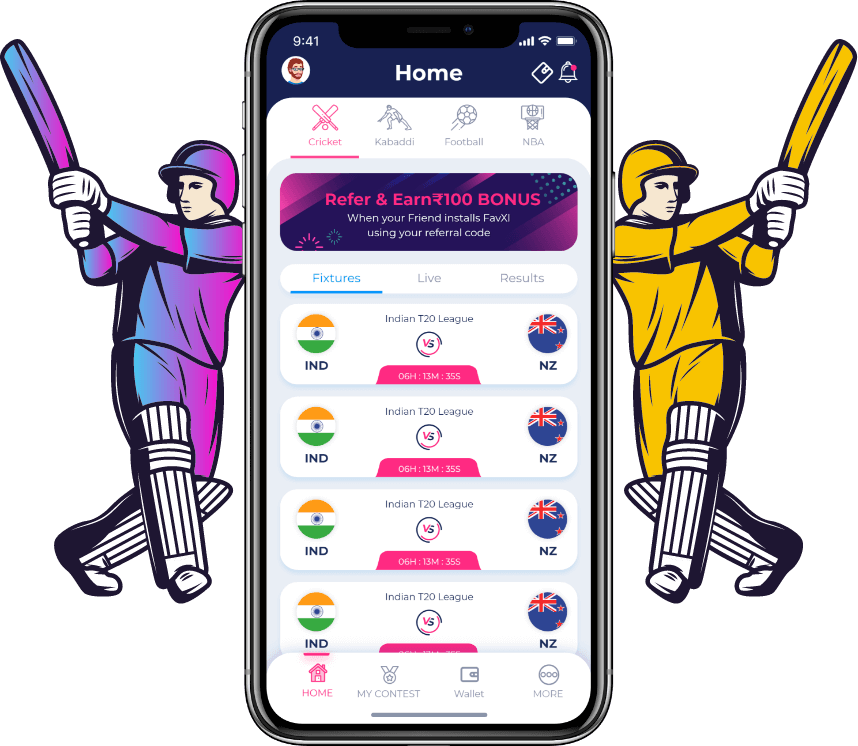 9:41
Home
Cricket Kabaddi Football NBA
Refer & Earn₹100 BONUS
When your Friend installs FavXI
using your referral code
Fixtures Live Results
Indian T20 League
VS
IND NZ
06H : 13M : 35S
Indian T20 League
VS
IND NZ
06H : 13M : 35S
Indian T20 League
VS
IND NZ
06H : 13M : 35S
Indian T20 League
VS
IND NZ
HOME MY CONTEST Wallet MORE